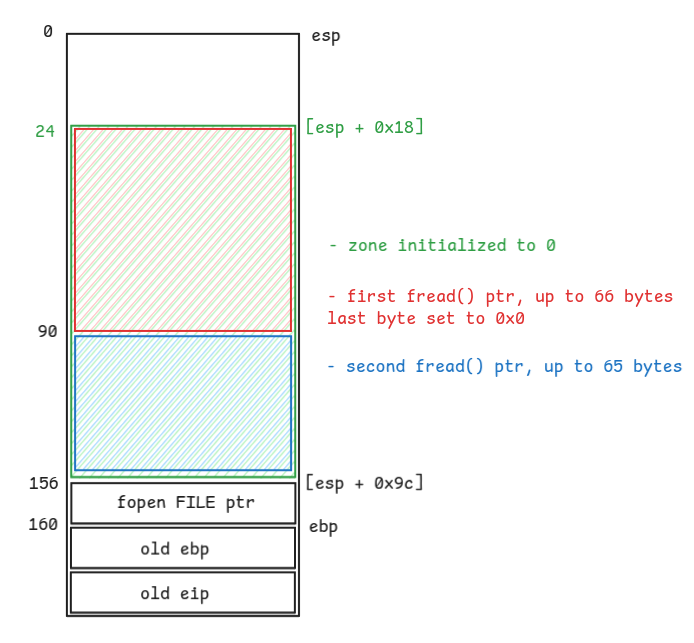 0
esp
24
[esp + 0x18]
- zone initialized to 0
- first fread() ptr, up to 66 bytes
last byte set to 0x0
90
- second fread() ptr, up to 65 bytes
156
[esp + 0x9c]
fopen FILE ptr
160
ebp
old ebp
old eip